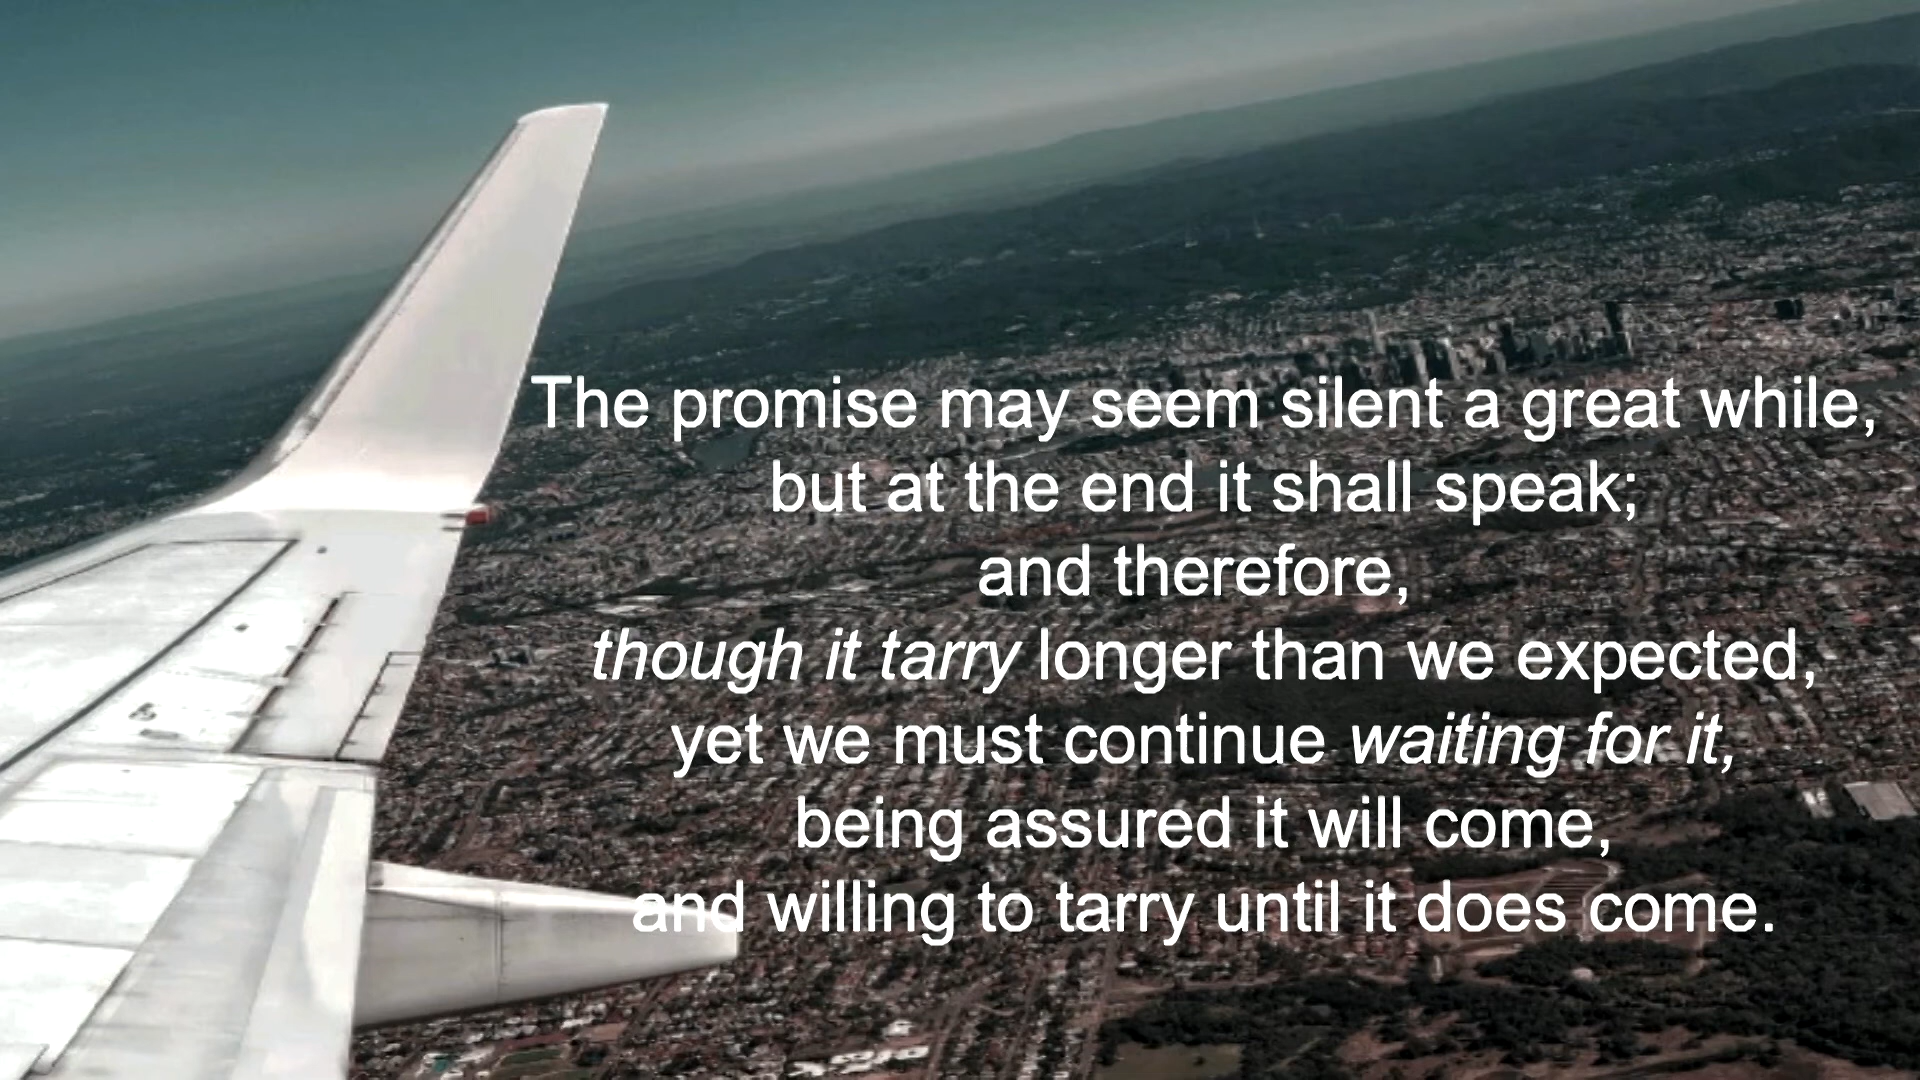 The promise may seem silent a great while,
but at the end it shall speak;
and therefore,
though it tarry longer than we expected,
yet we must continue waiting for it,
being assured it will come,
and willing to tarry until it does come.